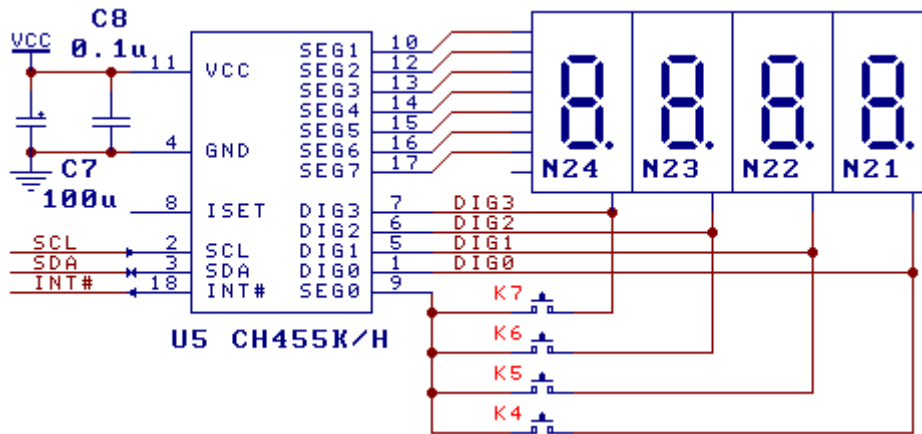 C8
VCC
0.1u
11
VCC
SEG1
10
SEG2
12
SEG3
13
SEG4
14
SEG5
15
SEG6
16
SEG7
17
4
GND
C7
100u
8
ISET
DIG3
7
DIG3
DIG2
6
DIG2
SCL
2
SCL
DIG1
5
DIG1
SDA
3
SDA
DIG0
1
DIG0
INT#
18
INT#
SEG0
9
U5 CH455K/H
N24
N23
N22
N21
K7
K6
K5
K4